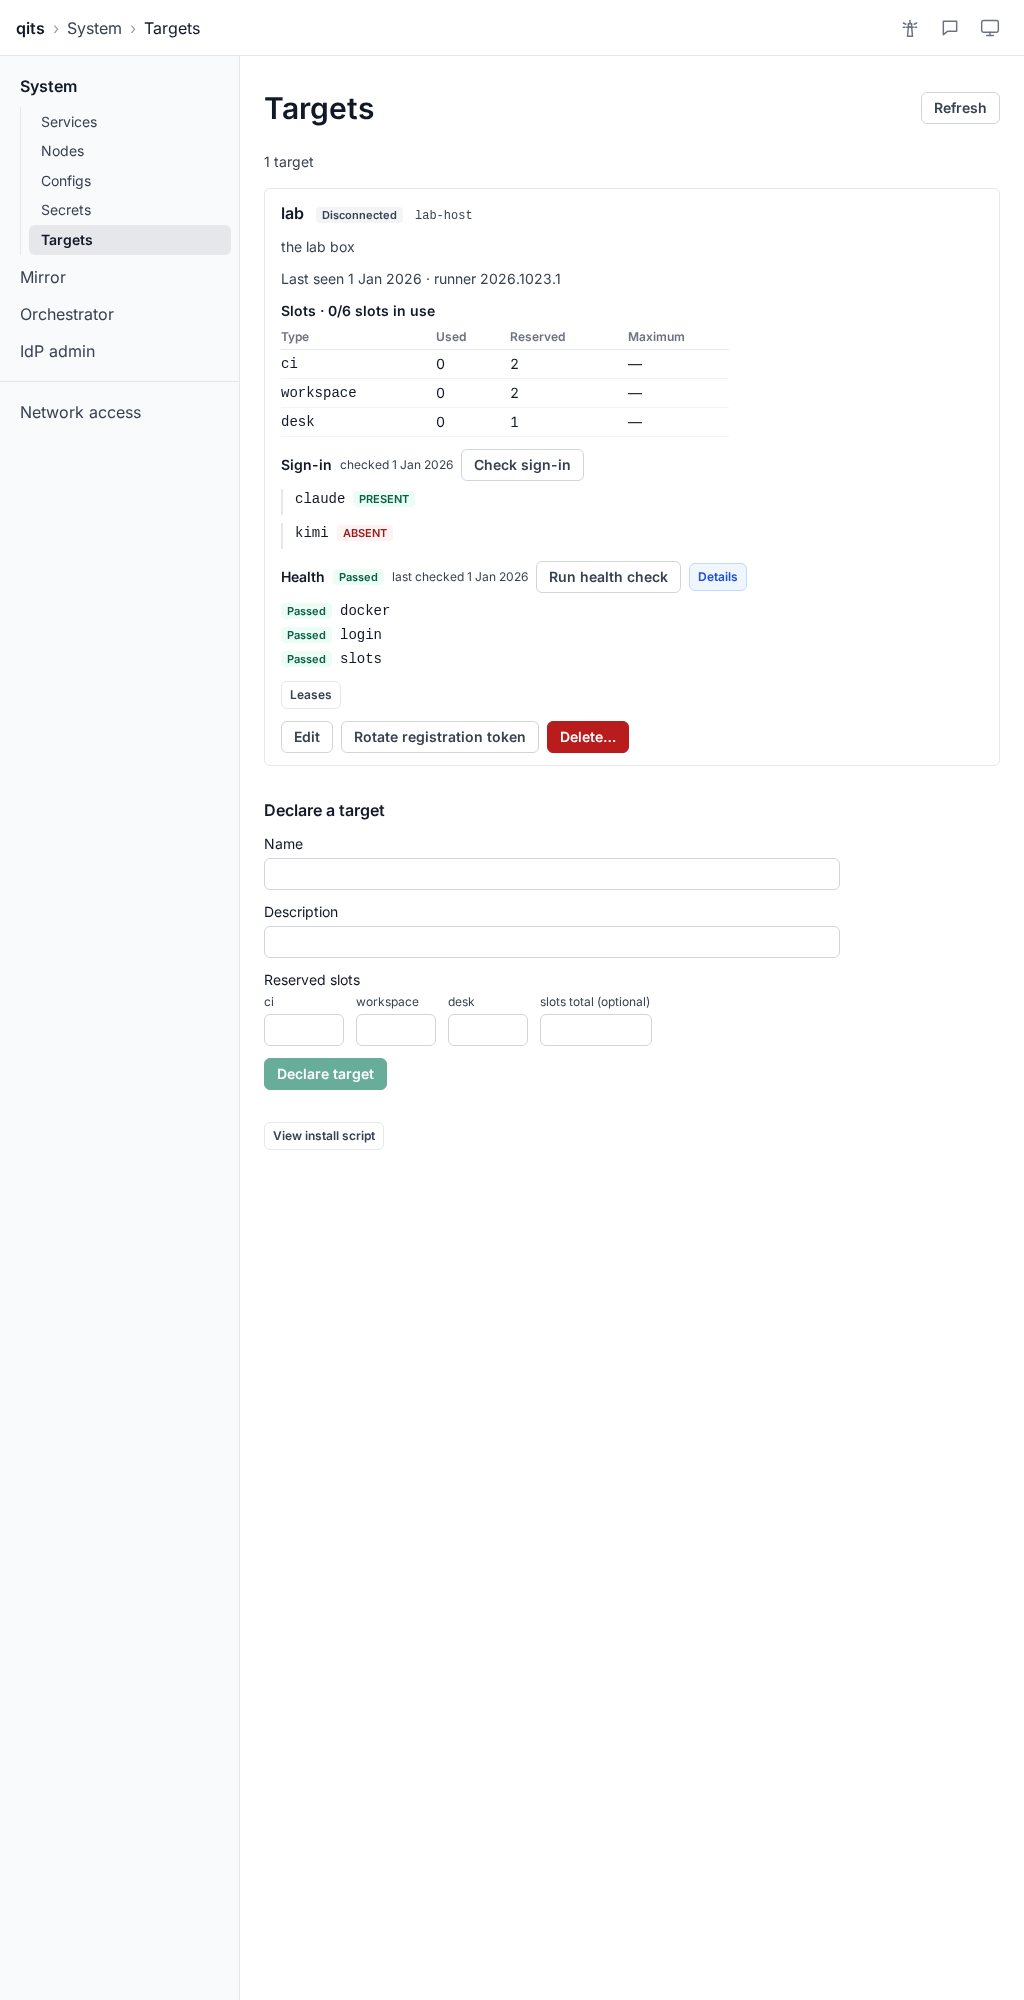 qits › System › Targets
System
Services
Nodes
Configs
Secrets
Targets
Mirror
Orchestrator
IdP admin
Network access
Targets
Refresh
1 target
lab Disconnected lab-host
the lab box
Last seen 1 Jan 2026 · runner 2026.1023.1
Slots · 0/6 slots in use
Type Used Reserved Maximum
ci 0 2 —
workspace 0 2 —
desk 0 1 —
Sign-in checked 1 Jan 2026 Check sign-in
claude PRESENT
kimi ABSENT
Health Passed last checked 1 Jan 2026 Run health check Details
Passed docker
Passed login
Passed slots
Leases
Edit Rotate registration token Delete…
Declare a target
Name
Description
Reserved slots
ci workspace desk slots total (optional)
Declare target
View install script